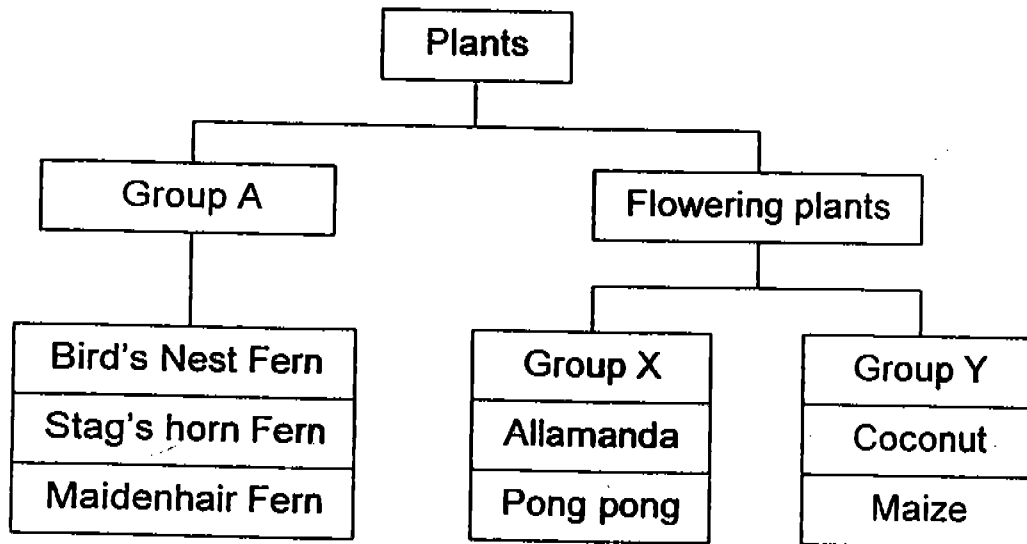 Plants
Group A
Flowering plants
Bird's Nest Fern
Stag's horn Fern
Maidenhair Fern
Group X
Allamanda
Pong pong
Group Y
Coconut
Maize